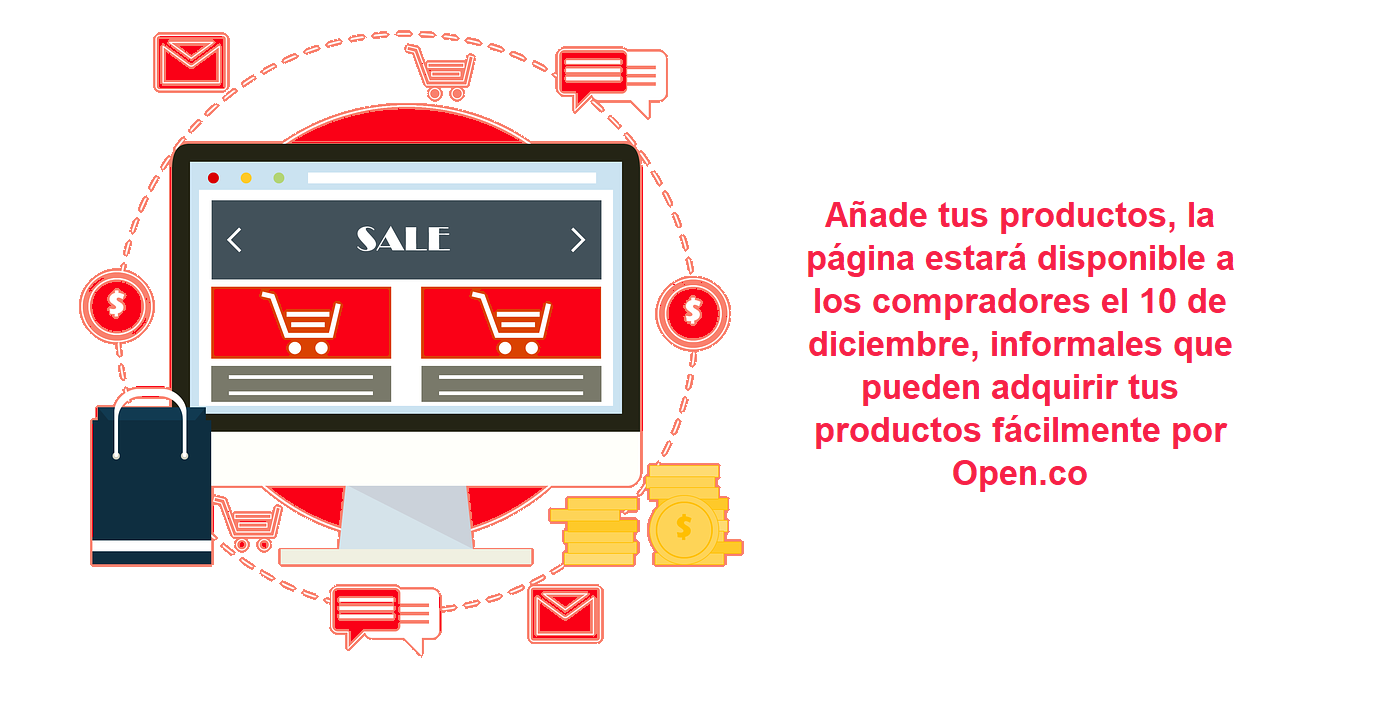 SALE
Añade tus productos, la
página estará disponible a
los compradores el 10 de
diciembre, informales que
pueden adquirir tus
productos fácilmente por
Open.co
$
$
$